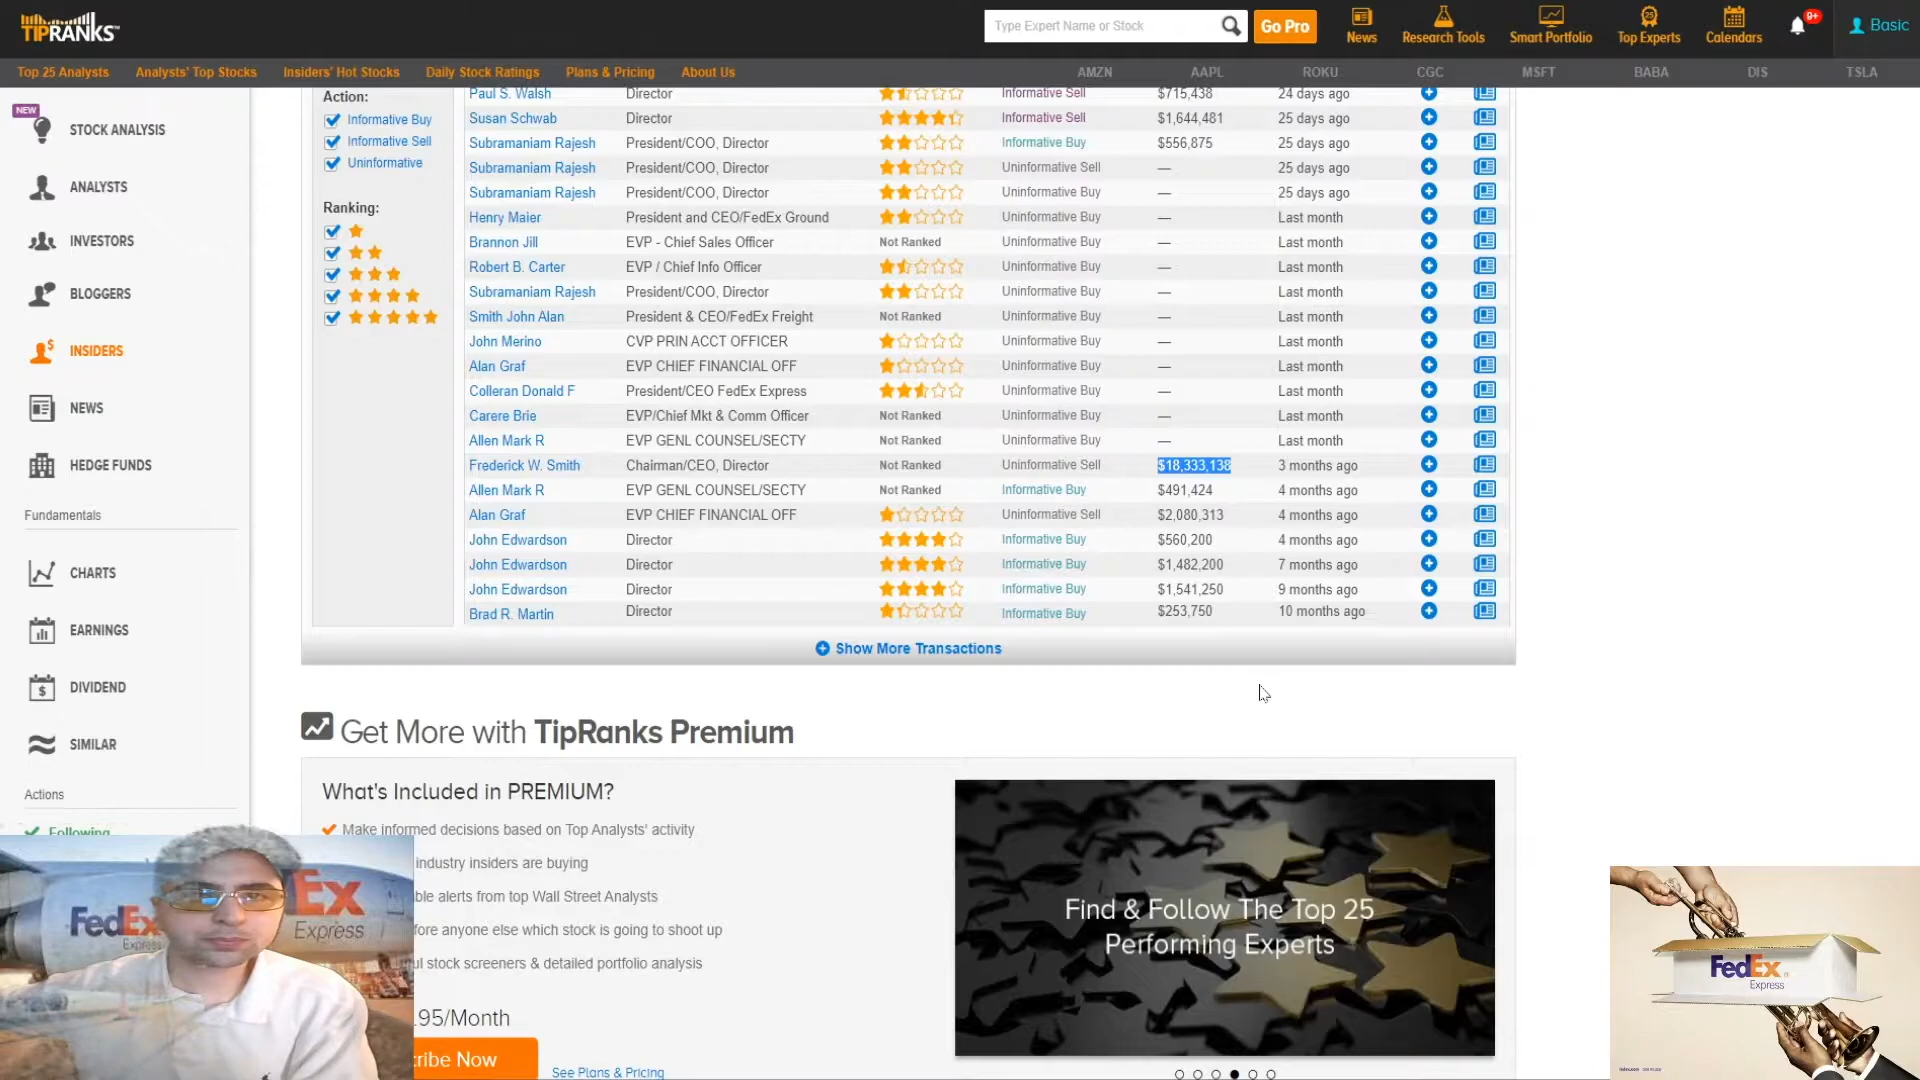 TIPRANKS™
Type Expert Name or Stock
Go Pro
News
Research Tools
Smart Portfolio
25
Top Experts
Calendars
9+
Basic
Top 25 Analysts Analysts' Top Stocks Insiders' Hot Stocks Daily Stock Ratings Plans & Pricing About Us AMZN AAPL ROKU CGC MSFT BABA DIS TSLA
NEW
STOCK ANALYSIS
ANALYSTS
INVESTORS
BLOGGERS
INSIDERS
NEWS
HEDGE FUNDS
Fundamentals
CHARTS
EARNINGS
DIVIDEND
SIMILAR
Actions
Following
Action:
Informative Buy
Informative Sell
Uninformative
Ranking:
Paul S. Walsh Director Informative Sell $715,438 24 days ago
Susan Schwab Director Informative Sell $1,644,481 25 days ago
Subramaniam Rajesh President/COO, Director Informative Buy $556,875 25 days ago
Subramaniam Rajesh President/COO, Director Uninformative Sell — 25 days ago
Subramaniam Rajesh President/COO, Director Uninformative Buy — 25 days ago
Henry Maier President and CEO/FedEx Ground Uninformative Buy — Last month
Brannon Jill EVP - Chief Sales Officer Not Ranked Uninformative Buy — Last month
Robert B. Carter EVP / Chief Info Officer Uninformative Buy — Last month
Subramaniam Rajesh President/COO, Director Uninformative Buy — Last month
Smith John Alan President & CEO/FedEx Freight Not Ranked Uninformative Buy — Last month
John Merino CVP PRIN ACCT OFFICER Uninformative Buy — Last month
Alan Graf EVP CHIEF FINANCIAL OFF Uninformative Buy — Last month
Colleran Donald F President/CEO FedEx Express Uninformative Buy — Last month
Carere Brie EVP/Chief Mkt & Comm Officer Not Ranked Uninformative Buy — Last month
Allen Mark R EVP GENL COUNSEL/SECTY Not Ranked Uninformative Buy — Last month
Frederick W. Smith Chairman/CEO, Director Not Ranked Uninformative Sell $18,333,138 3 months ago
Allen Mark R EVP GENL COUNSEL/SECTY Not Ranked Informative Buy $491,424 4 months ago
Alan Graf EVP CHIEF FINANCIAL OFF Uninformative Sell $2,080,313 4 months ago
John Edwardson Director Informative Buy $560,200 4 months ago
John Edwardson Director Informative Buy $1,482,200 7 months ago
John Edwardson Director Informative Buy $1,541,250 9 months ago
Brad R. Martin Director Informative Buy $253,750 10 months ago
Show More Transactions
Get More with TipRanks Premium
What's Included in PREMIUM?
Make informed decisions based on Top Analysts' activity
industry insiders are buying
ble alerts from top Wall Street Analysts
fore anyone else which stock is going to shoot up
ul stock screeners & detailed portfolio analysis
.95/Month
cribe Now
See Plans & Pricing
Find & Follow The Top 25
Performing Experts
FedEx
Express
Ex
Express
FedEx
Express